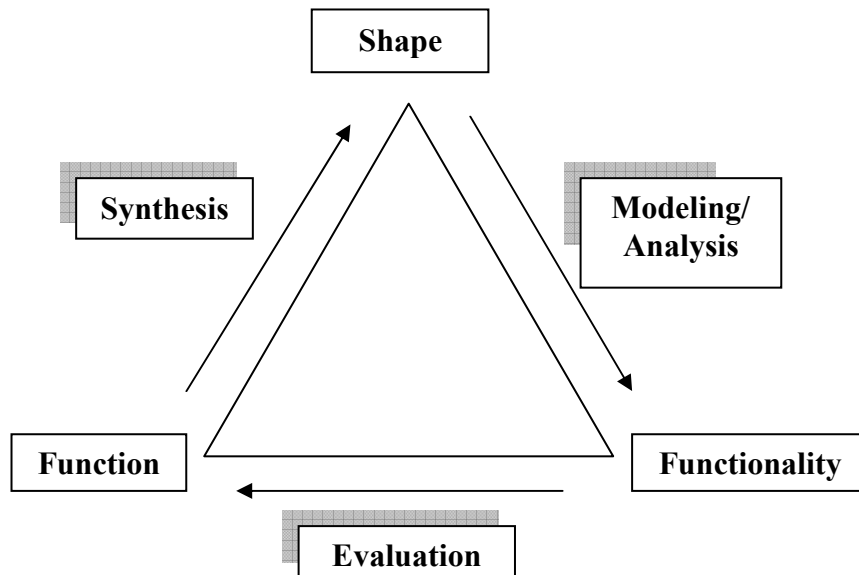 Shape
Synthesis
Modeling/
Analysis
Function
Functionality
Evaluation